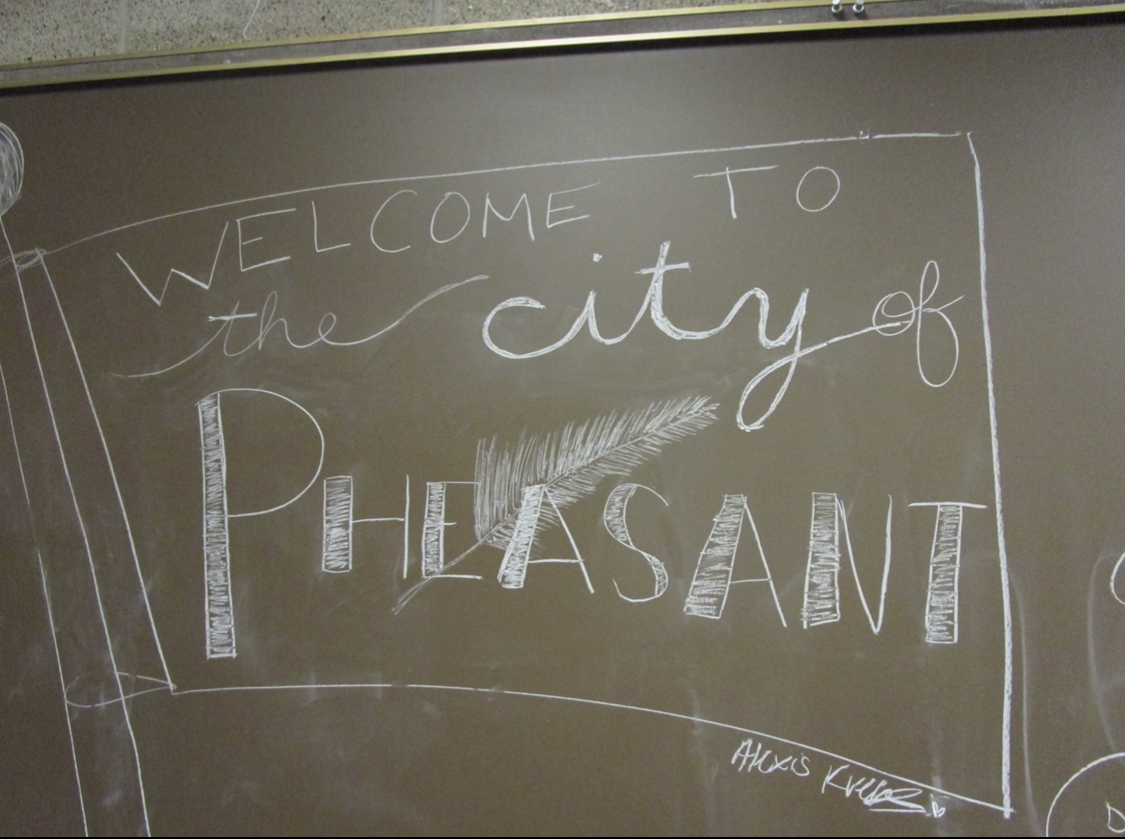 WELCOME TO
the city of
PHEASANT
Alexis